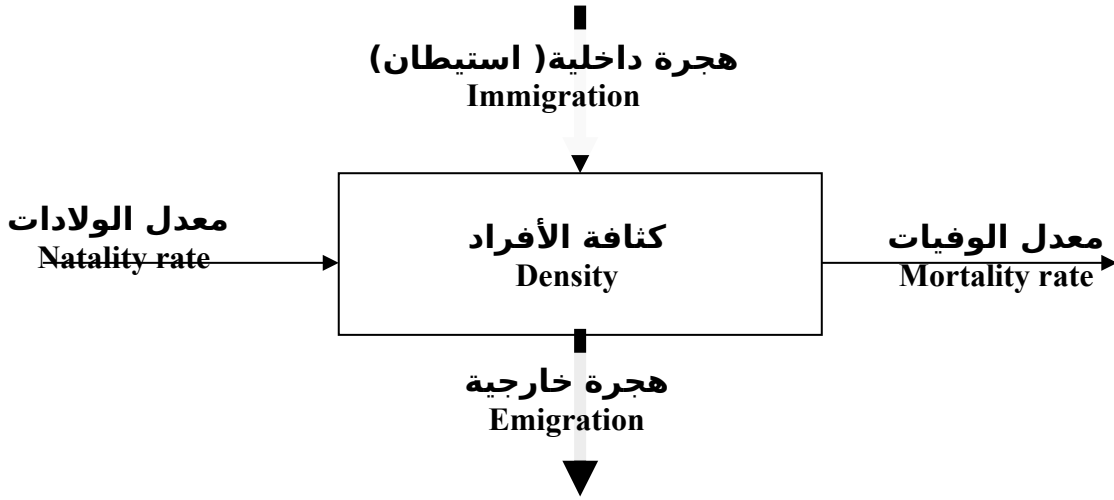 هجرة داخلية( استيطان)
Immigration
معدل الولادات
Natality rate
كثافة الأفراد
Density
معدل الوفيات
Mortality rate
هجرة خارجية
Emigration